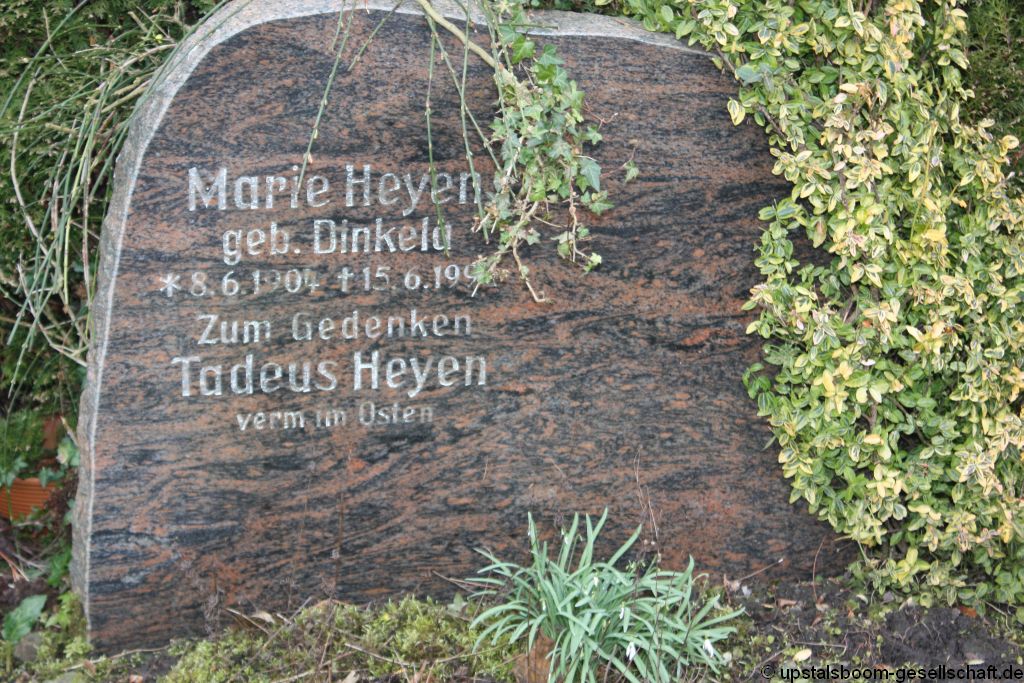 Marie Heyen
geb. Dinkela
* 8.6.1904 † 15.6.199
Zum Gedenken
Tadeus Heyen
verm im Osten
© upstalsboom-gesellschaft.de